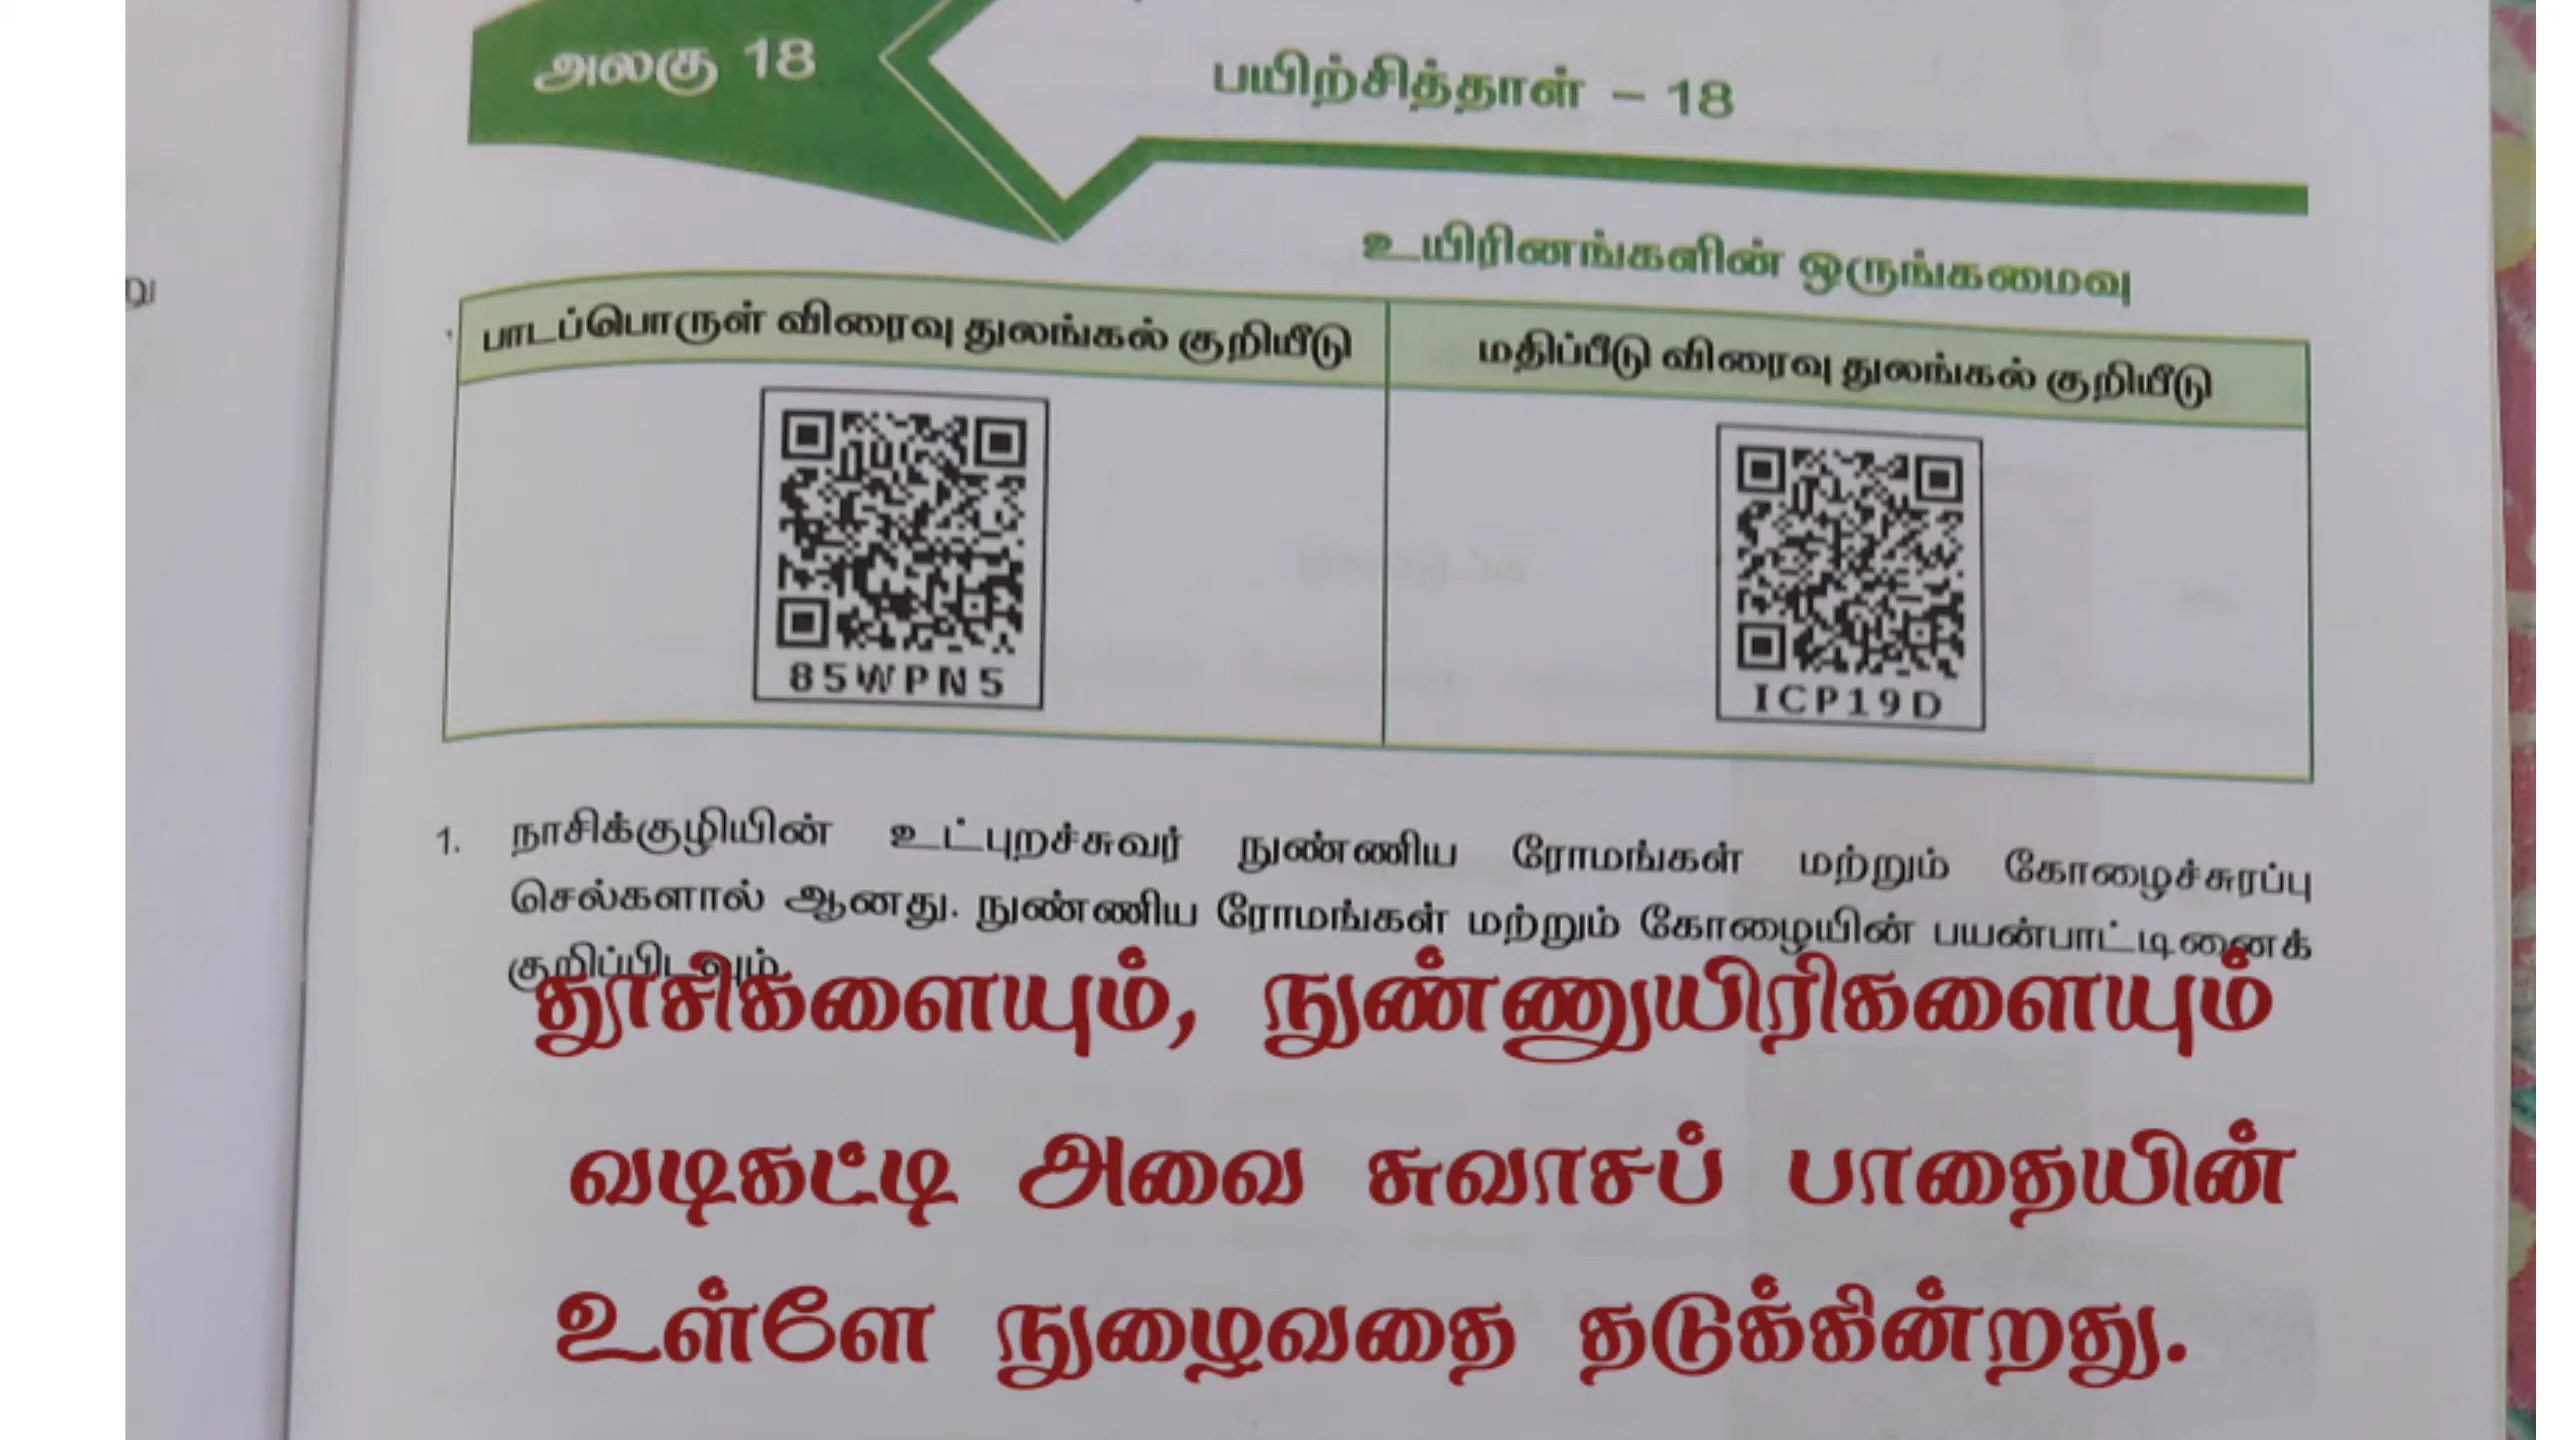 அலகு 18
பயிற்சித்தாள் – 18
உயிரினங்களின் ஒருங்கமைவு
பாடப்பொருள் விரைவு துலங்கல் குறியீடு
மதிப்பீடு விரைவு துலங்கல் குறியீடு
85WPN5
ICP19D
று
1. நாசிக்குழியின் உட்புறச்சுவர் நுண்ணிய ரோமங்கள் மற்றும் கோழைச்சுரப்பு
செல்களால் ஆனது. நுண்ணிய ரோமங்கள் மற்றும் கோழையின் பயன்பாட்டினைக்
குறிப்பிடவும்.
தூசிகளையும், நுண்ணுயிரிகளையும்
வடிகட்டி அவை சுவாசப் பாதையின்
உள்ளே நுழைவதை தடுக்கின்றது.